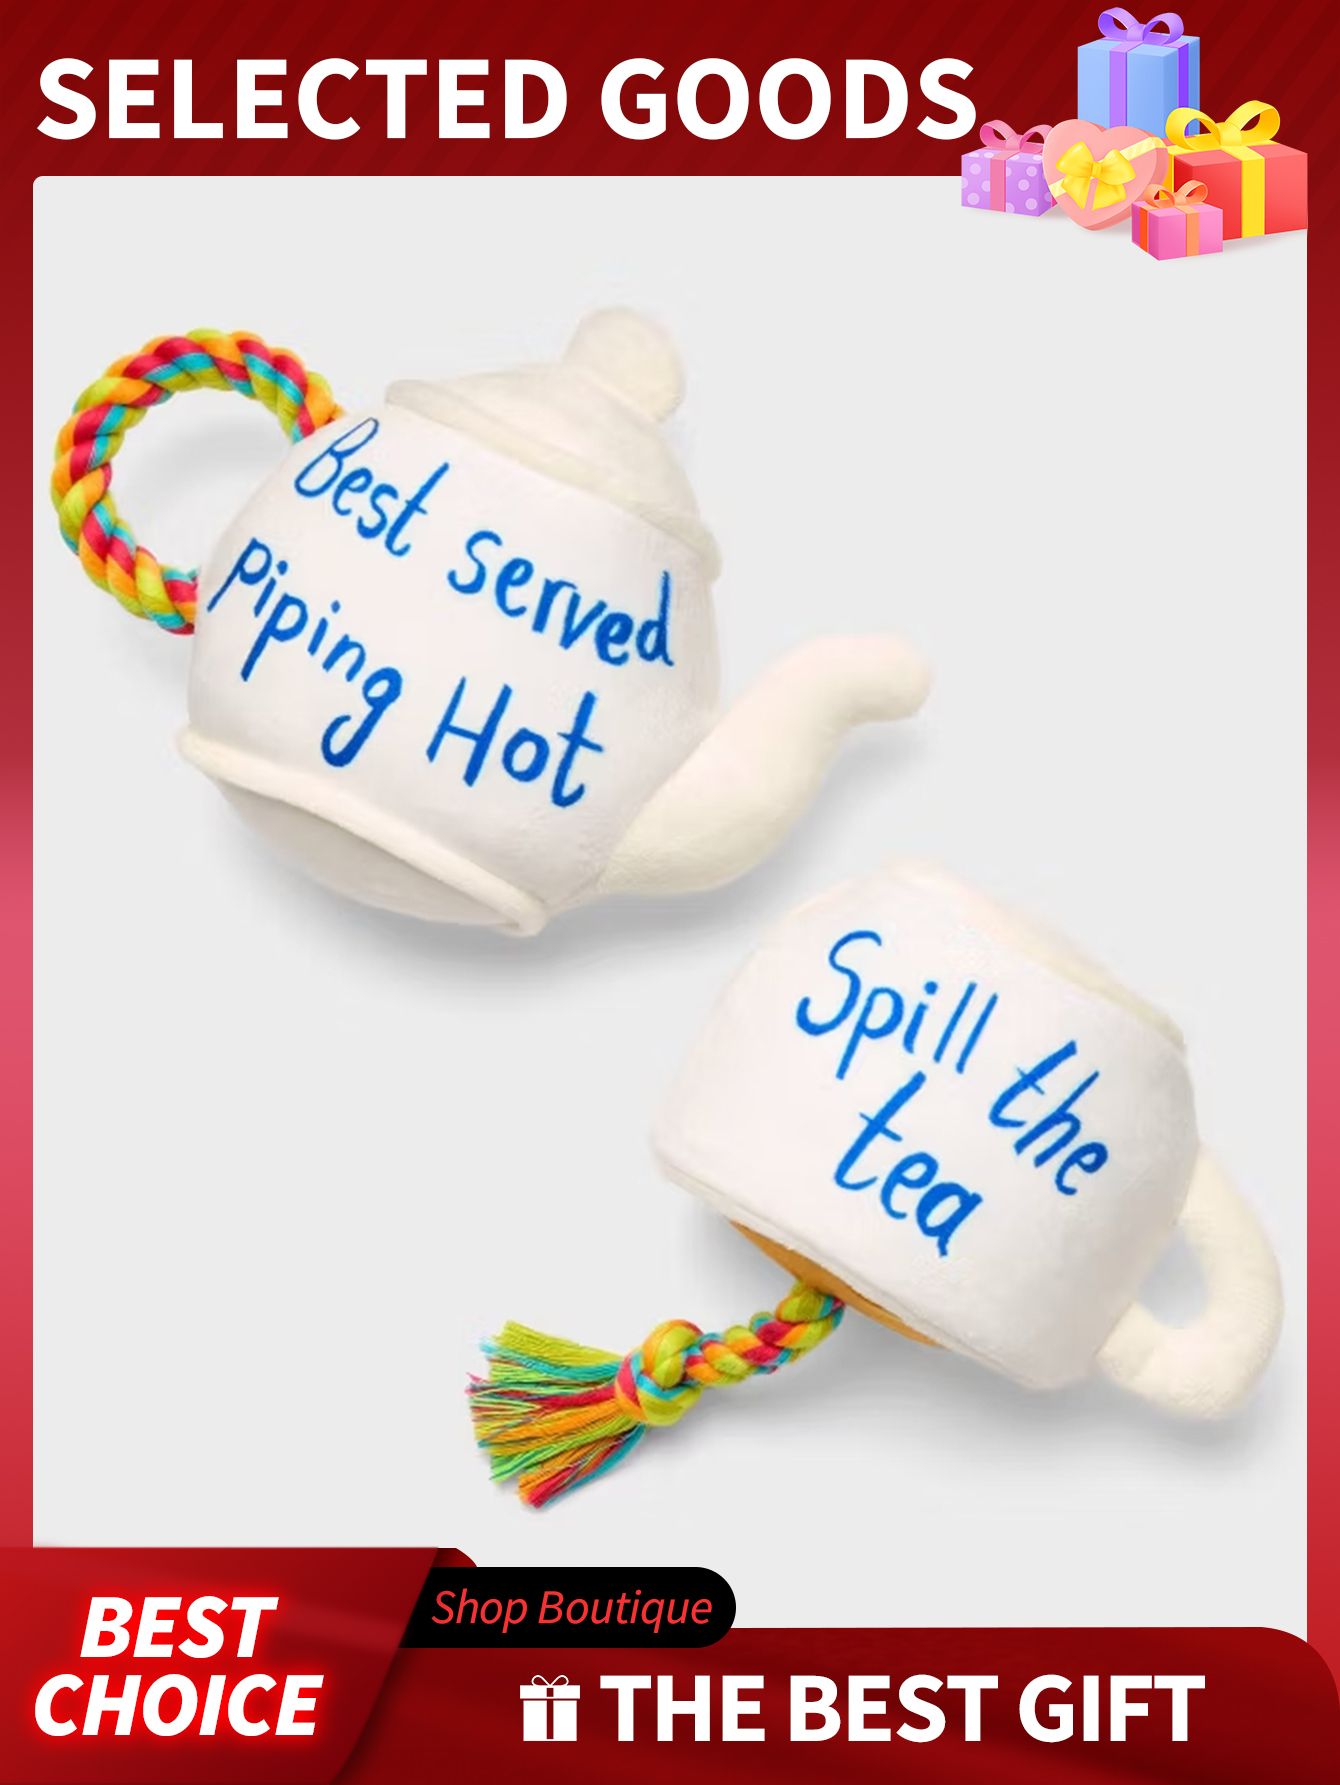 SELECTED GOODS
Best served
piping Hot
Spill the
tea
BEST
CHOICE
Shop Boutique
THE BEST GIFT